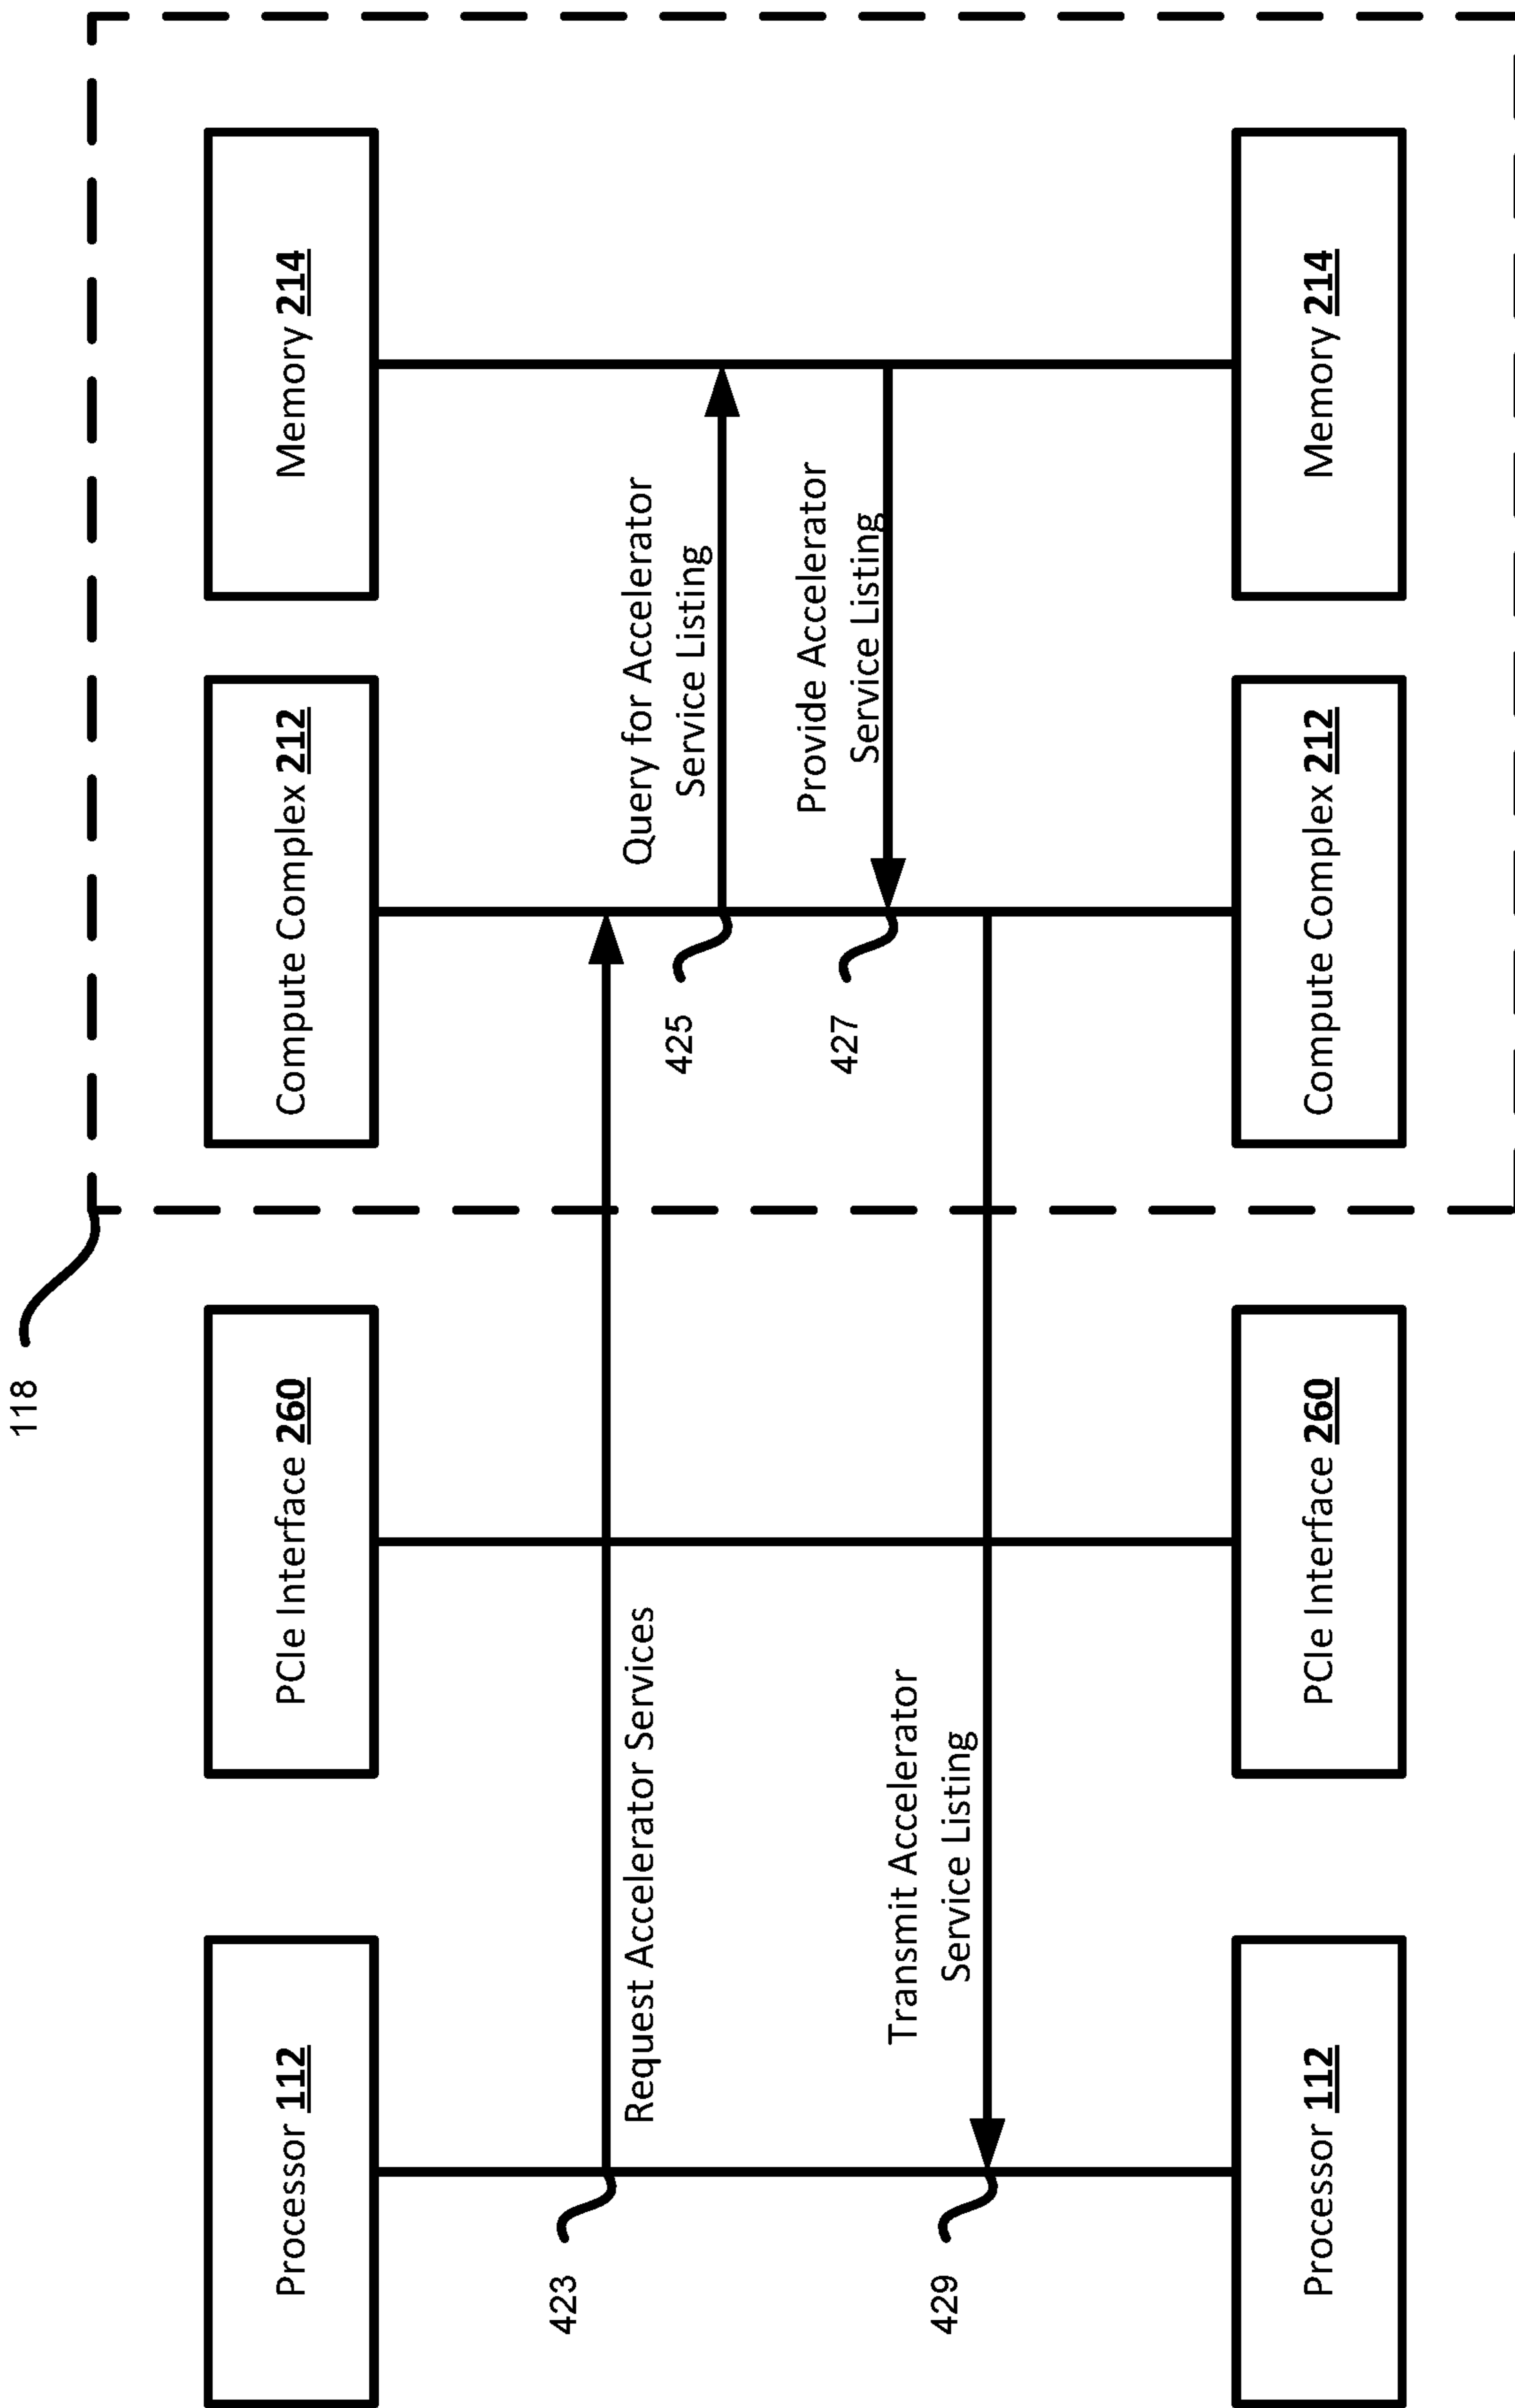 118
Processor 112
PCIe Interface 260
Compute Complex 212
Memory 214
423
Request Accelerator Services
Query for Accelerator
Service Listing
425
Provide Accelerator
Service Listing
427
Transmit Accelerator
Service Listing
429
Processor 112
PCIe Interface 260
Compute Complex 212
Memory 214